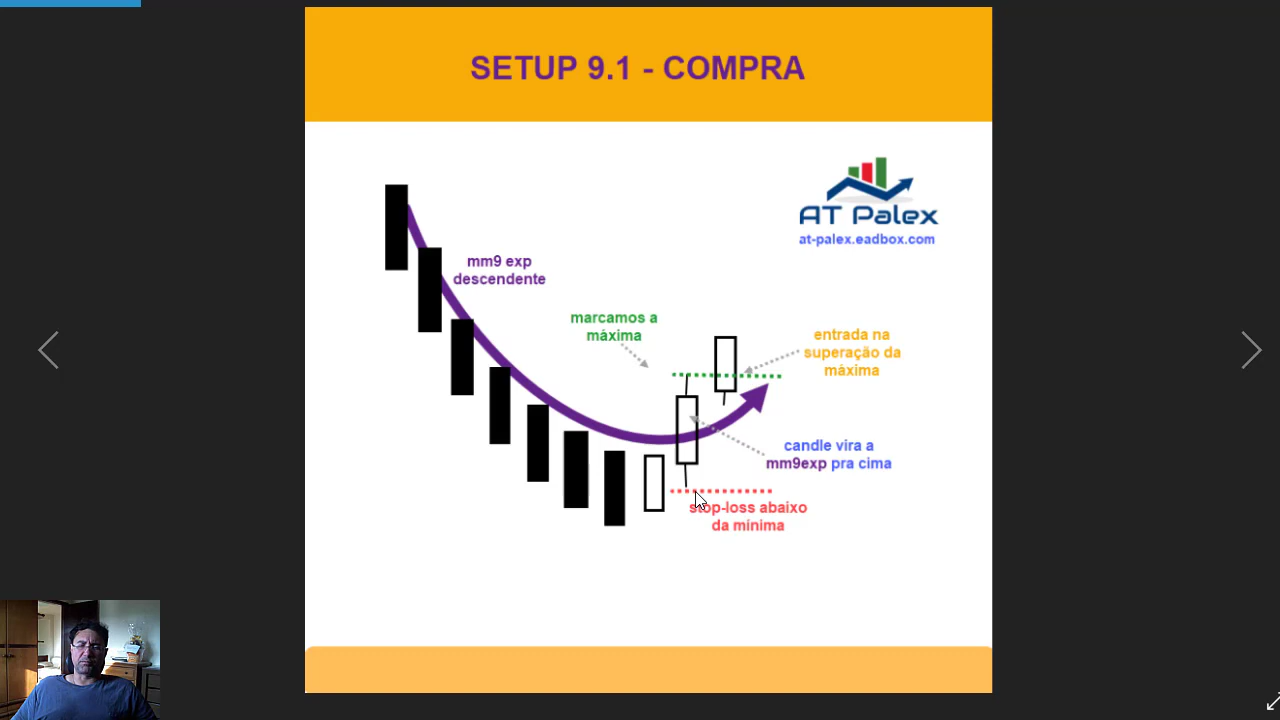 SETUP 9.1 - COMPRA
AT Palex
at-palex.eadbox.com
mm9 exp
descendente
marcamos a
máxima
entrada na
superação da
máxima
candle vira a
mm9exp pra cima
stop-loss abaixo
da mínima